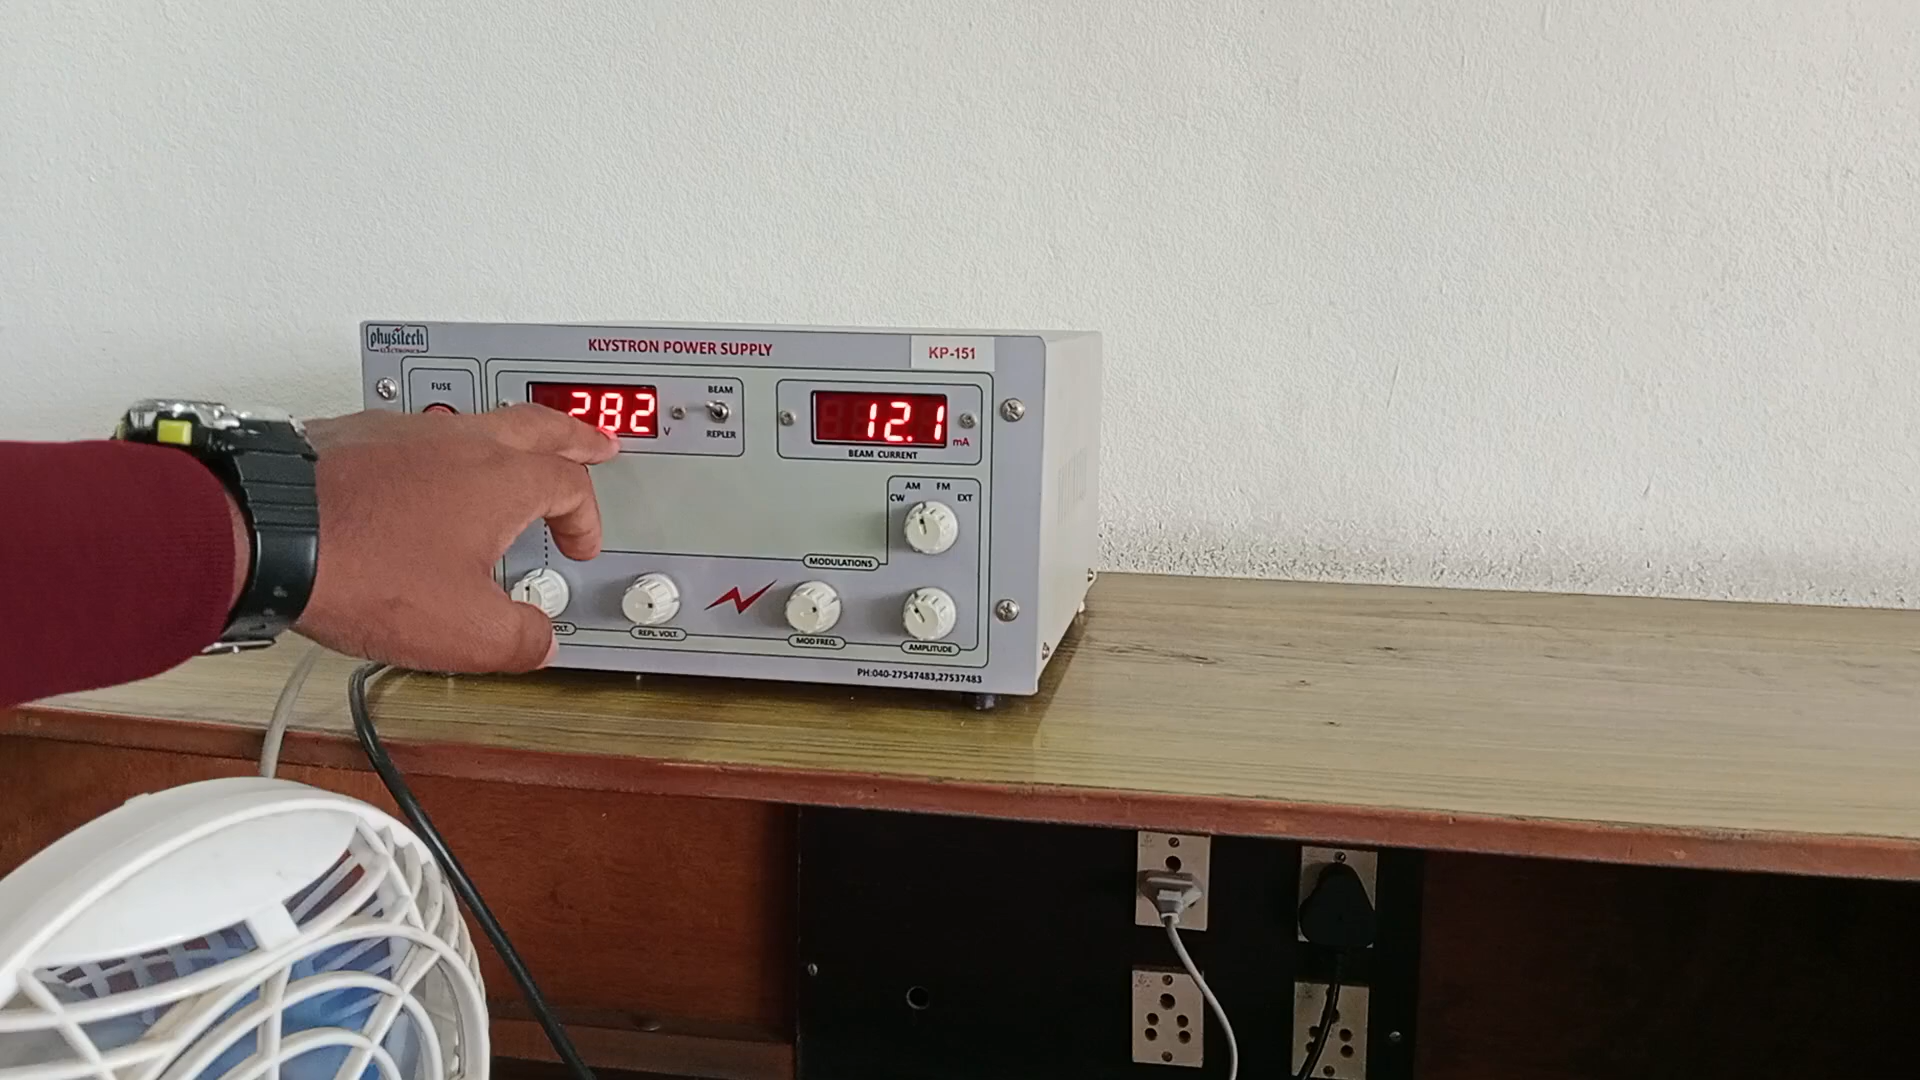 physitech
ELECTRONICS
KLYSTRON POWER SUPPLY
KP-151
FUSE
282
V
BEAM
REPLER
12.1
mA
BEAM CURRENT
CW
AM
FM
EXT
MODULATIONS
VOLT.
REPL. VOLT.
MOD FREQ.
AMPLITUDE
PH:040-27547483,27537483